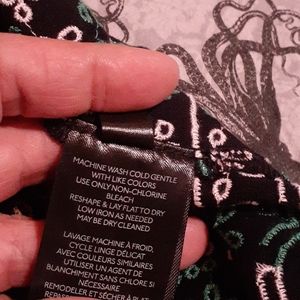 MACHINE WASH COLD GENTLE
WITH LIKE COLORS
USE ONLY NON-CHLORINE
BLEACH
RESHAPE & LAY FLAT TO DRY
LOW IRON AS NEEDED
MAY BE DRY CLEANED
LAVAGE MACHINE À FROID,
CYCLE LINGE DÉLICAT
AVEC COULEURS SIMILAIRES
UTILISER UN AGENT DE
BLANCHIMENT SANS CHLORE SI
NÉCESSAIRE
REMODELER ET SÉCHER À PLAT